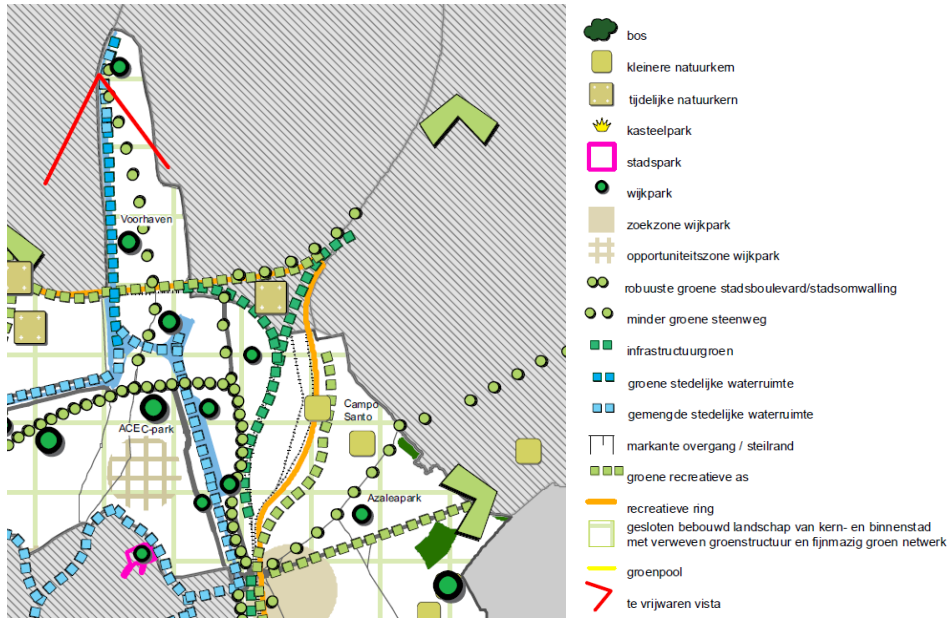 Voorhaven
Campo
Santo
ACEC-park
Azaleapark
bos
kleinere natuurkern
tijdelijke natuurkern
kasteelpark
stadspark
wijkpark
zoekzone wijkpark
opportuniteitszone wijkpark
robuuste groene stadsboulevard/stadsomwalling
minder groene steenweg
infrastructuurgroen
groene stedelijke waterruimte
gemengde stedelijke waterruimte
markante overgang / steilrand
groene recreatieve as
recreatieve ring
gesloten bebouwd landschap van kern- en binnenstad
met verweven groenstructuur en fijnmazig groen netwerk
groenpool
te vrijwaren vista